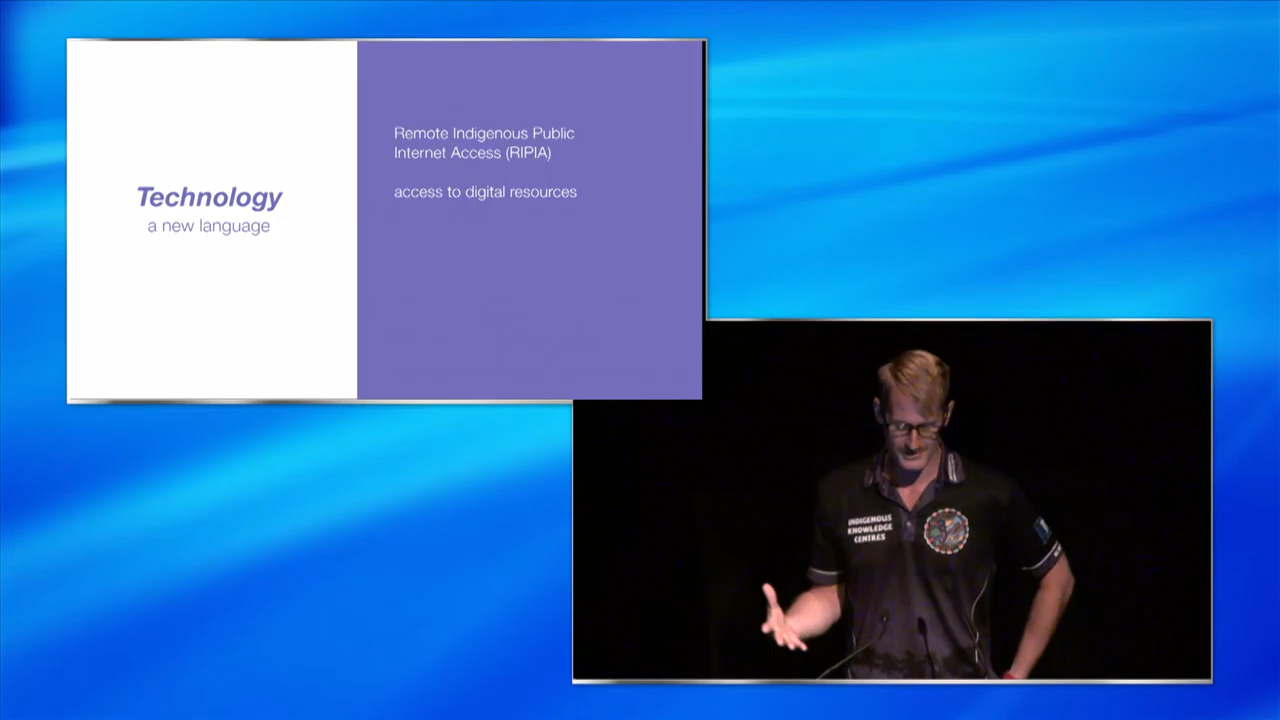 Technology
a new language
Remote Indigenous Public
Internet Access (RIPIA)
access to digital resources
INDIGENOUS
KNOWLEDGE
CENTRES